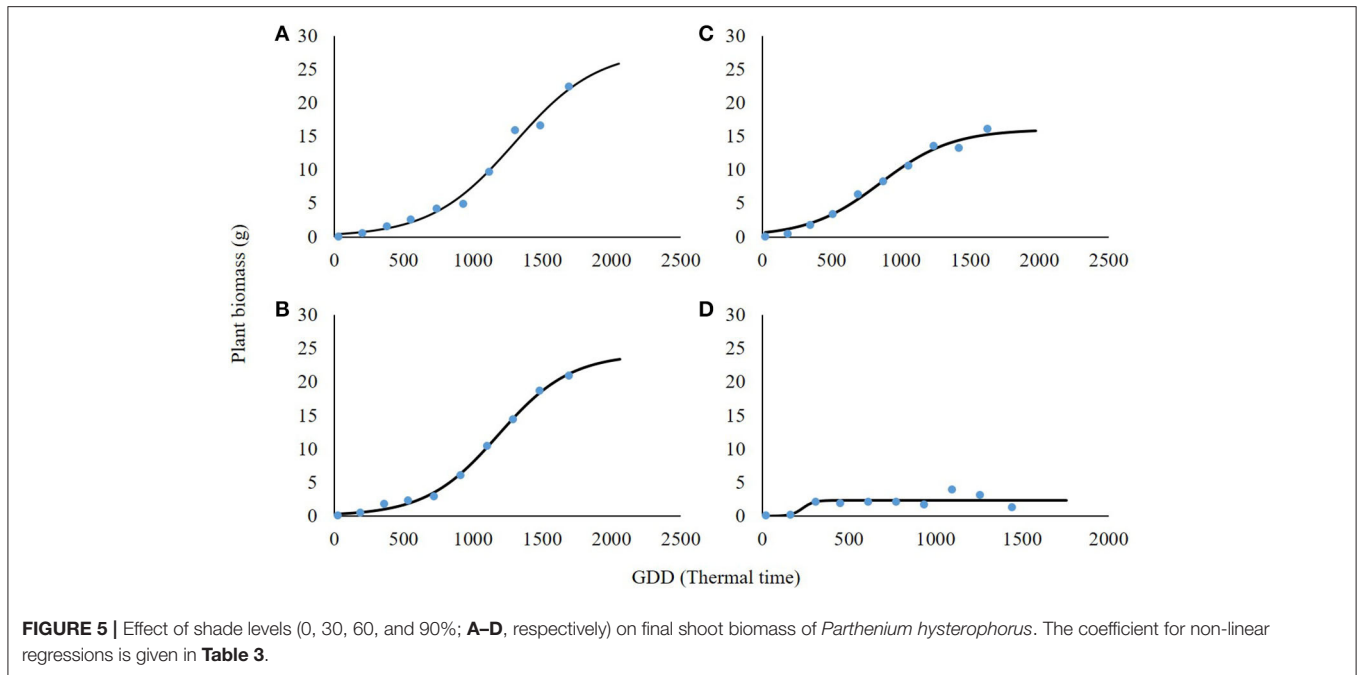 A
C
30
25
20
15
10
5
0
0 500 1000 1500 2000 2500
30
25
20
15
10
5
0
0 500 1000 1500 2000 2500
Plant biomass (g)
B
D
30
25
20
15
10
5
0
0 500 1000 1500 2000 2500
30
25
20
15
10
5
0
0 500 1000 1500 2000
GDD (Thermal time)
FIGURE 5 | Effect of shade levels (0, 30, 60, and 90%; A–D, respectively) on final shoot biomass of Parthenium hysterophorus. The coefficient for non-linear
regressions is given in Table 3.